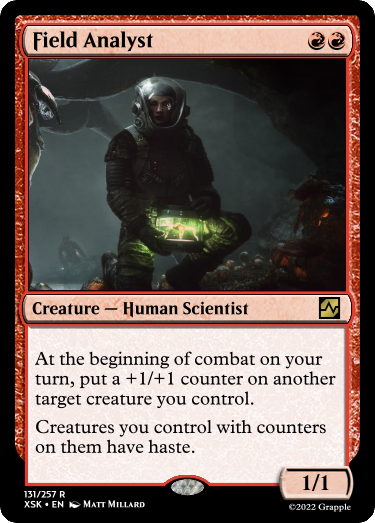 Field Analyst
Creature — Human Scientist
At the beginning of combat on your
turn, put a +1/+1 counter on another
target creature you control.
Creatures you control with counters
on them have haste.
1/1
131/257 R
XSK • EN Matt Millard
©2022 Grapple